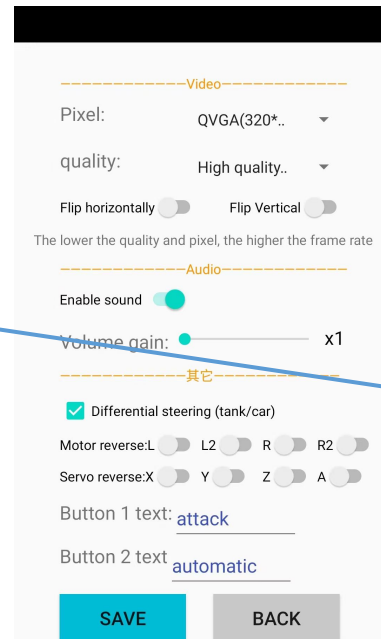 Video
Pixel: QVGA(320*..
quality: High quality..
Flip horizontally Flip Vertical
The lower the quality and pixel, the higher the frame rate
Audio
Enable sound
Volume gain: x1
其它
Differential steering (tank/car)
Motor reverse:L L2 R R2
Servo reverse:X Y Z A
Button 1 text: attack
Button 2 text automatic
SAVE BACK